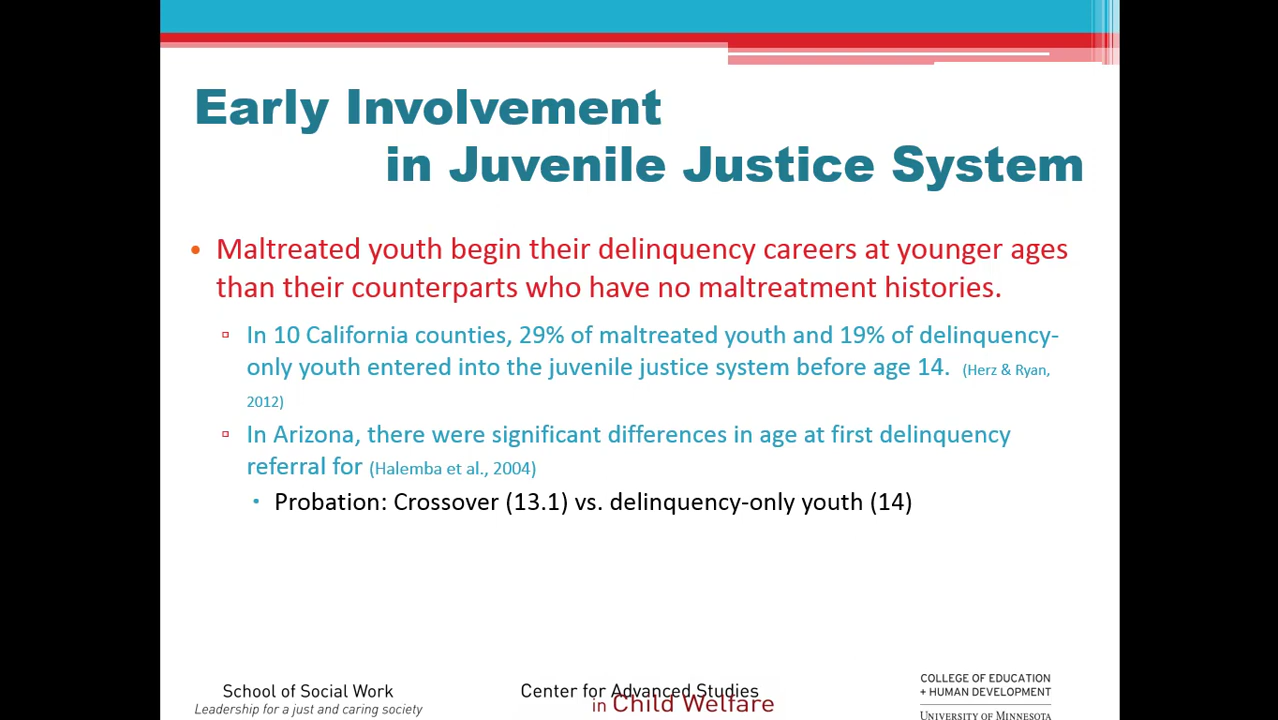 Early Involvement
in Juvenile Justice System
• Maltreated youth begin their delinquency careers at younger ages
than their counterparts who have no maltreatment histories.
▫ In 10 California counties, 29% of maltreated youth and 19% of delinquency-
only youth entered into the juvenile justice system before age 14. (Herz & Ryan,
2012)
▫ In Arizona, there were significant differences in age at first delinquency
referral for (Halemba et al., 2004)
• Probation: Crossover (13.1) vs. delinquency-only youth (14)
School of Social Work
Leadership for a just and caring society
Center for Advanced Studies
in Child Welfare
COLLEGE OF EDUCATION
+ HUMAN DEVELOPMENT
UNIVERSITY OF MINNESOTA